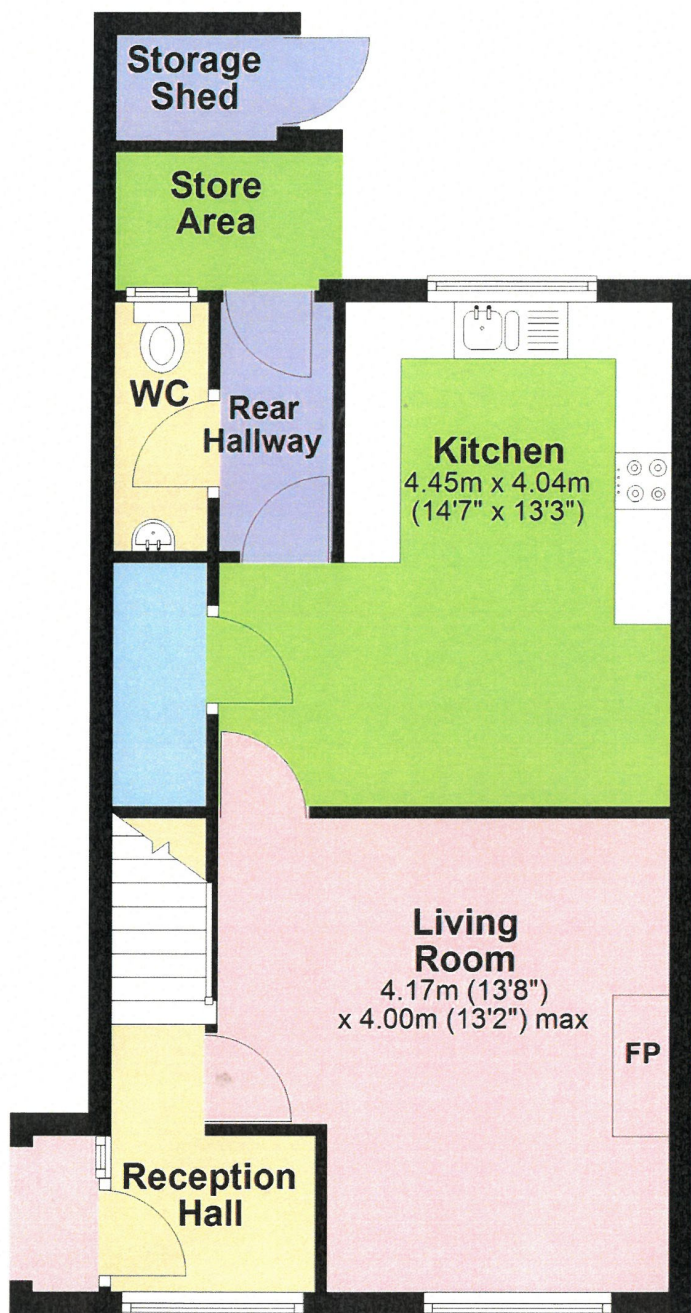 Storage
Shed
Store
Area
WC
Rear
Hallway
Kitchen
4.45m x 4.04m
(14'7" x 13'3")
Living
Room
4.17m (13'8")
x 4.00m (13'2") max
FP
Reception
Hall